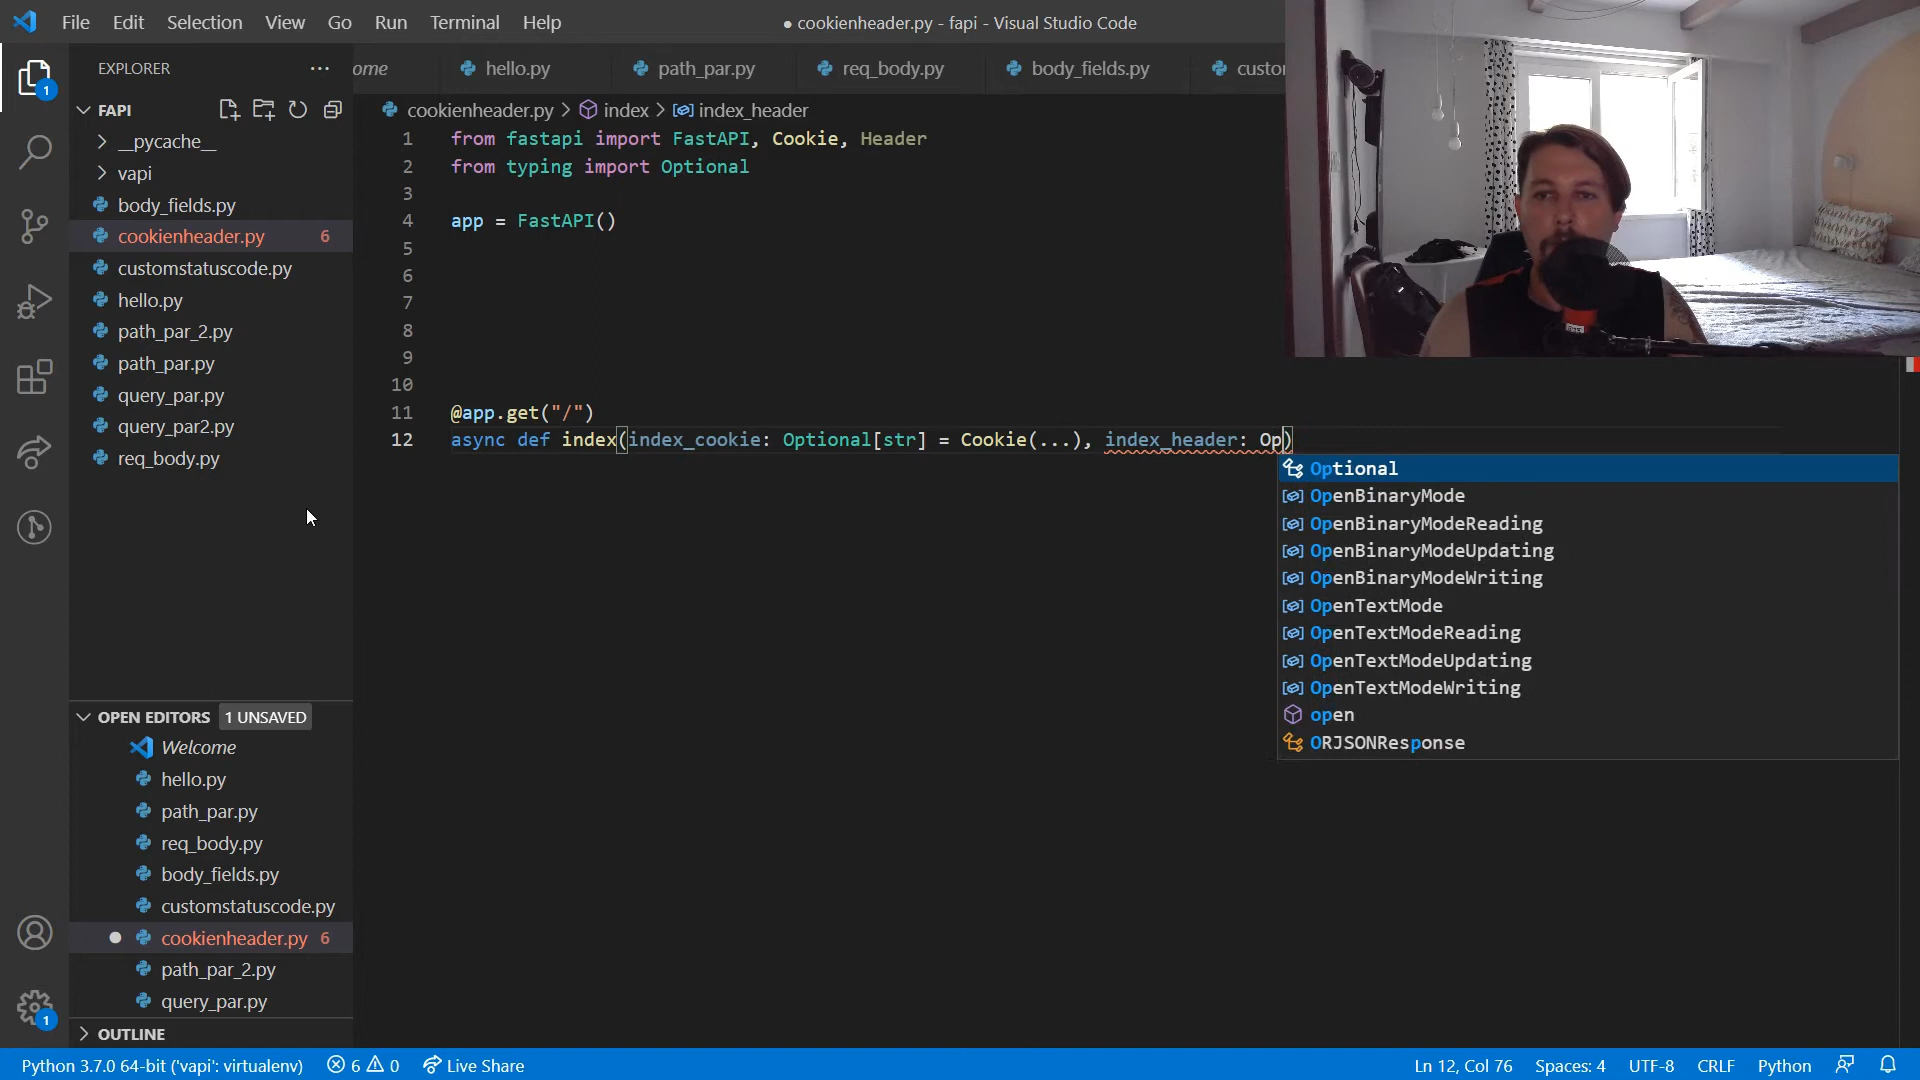 File Edit Selection View Go Run Terminal Help
● cookienheader.py - fapi - Visual Studio Code
EXPLORER ...
ome hello.py path_par.py req_body.py body_fields.py custo
FAPI
cookienheader.py > index > index_header
__pycache__
vapi
body_fields.py
cookienheader.py 6
customstatuscode.py
hello.py
path_par_2.py
path_par.py
query_par.py
query_par2.py
req_body.py
1 from fastapi import FastAPI, Cookie, Header
2 from typing import Optional
3
4 app = FastAPI()
5
6
7
8
9
10
11 @app.get("/")
12 async def index(index_cookie: Optional[str] = Cookie(...), index_header: Op)
Optional
OpenBinaryMode
OpenBinaryModeReading
OpenBinaryModeUpdating
OpenBinaryModeWriting
OpenTextMode
OpenTextModeReading
OpenTextModeUpdating
OpenTextModeWriting
open
ORJSONResponse
OPEN EDITORS 1 UNSAVED
Welcome
hello.py
path_par.py
req_body.py
body_fields.py
customstatuscode.py
● cookienheader.py 6
path_par_2.py
query_par.py
OUTLINE
1
1
Python 3.7.0 64-bit ('vapi': virtualenv) 6 0 Live Share
Ln 12, Col 76 Spaces: 4 UTF-8 CRLF Python